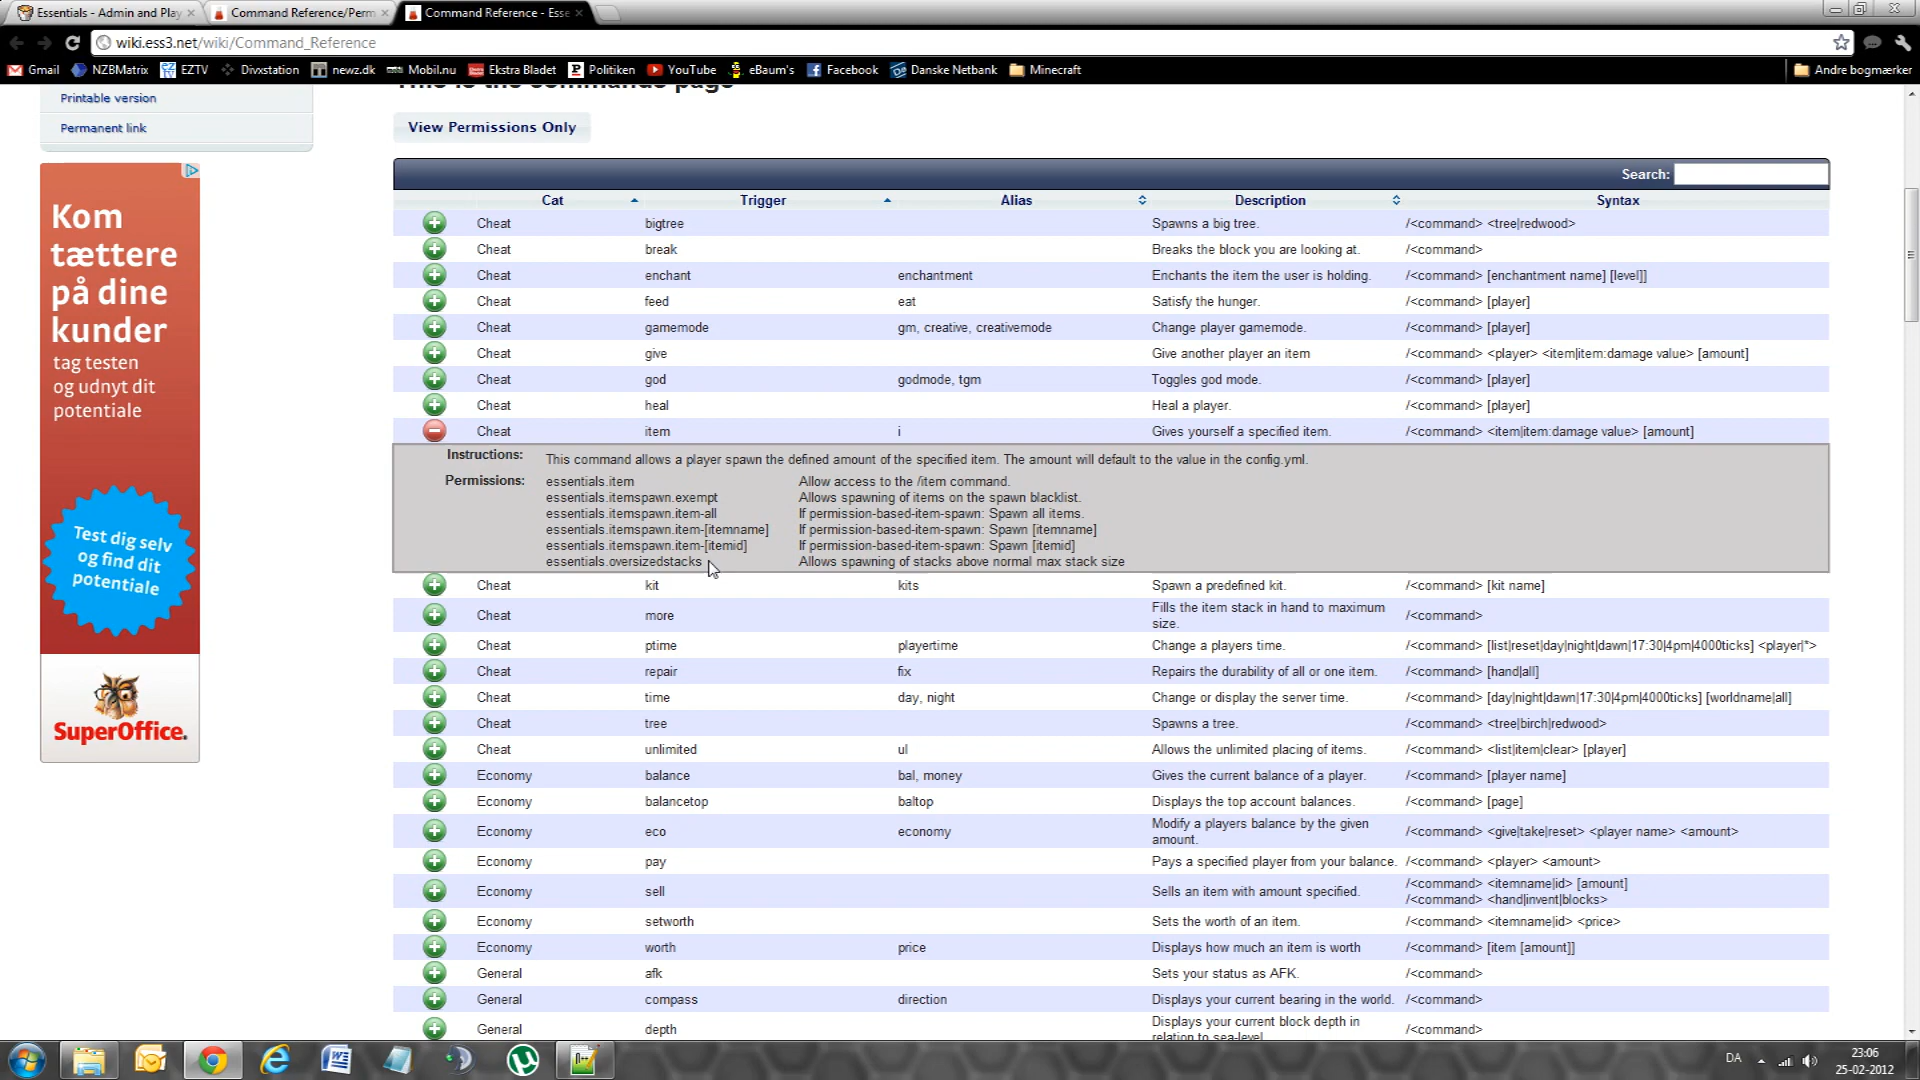 Essentials - Admin and Play
Command Reference/Perm
Command Reference - Esse
wiki.ess3.net/wiki/Command_Reference
Gmail NZBMatrix EZTV Divxstation newz.dk Mobil.nu Ekstra Bladet Politiken YouTube eBaum's Facebook Danske Netbank Minecraft Andre bogmærker
This is the commands page
Printable version
Permanent link
View Permissions Only
Search:
Cat Trigger Alias Description Syntax
Cheat bigtree Spawns a big tree. /<command> <tree|redwood>
Cheat break Breaks the block you are looking at. /<command>
Cheat enchant enchantment Enchants the item the user is holding. /<command> [enchantment name] [level]]
Cheat feed eat Satisfy the hunger. /<command> [player]
Cheat gamemode gm, creative, creativemode Change player gamemode. /<command> [player]
Cheat give Give another player an item /<command> <player> <item|item:damage value> [amount]
Cheat god godmode, tgm Toggles god mode. /<command> [player]
Cheat heal Heal a player. /<command> [player]
Cheat item i Gives yourself a specified item. /<command> <item|item:damage value> [amount]
Instructions: This command allows a player spawn the defined amount of the specified item. The amount will default to the value in the config.yml.
Permissions: essentials.item Allow access to the /item command.
essentials.itemspawn.exempt Allows spawning of items on the spawn blacklist.
essentials.itemspawn.item-all If permission-based-item-spawn: Spawn all items.
essentials.itemspawn.item-[itemname] If permission-based-item-spawn: Spawn [itemname]
essentials.itemspawn.item-[itemid] If permission-based-item-spawn: Spawn [itemid]
essentials.oversizedstacks Allows spawning of stacks above normal max stack size
Cheat kit kits Spawn a predefined kit. /<command> [kit name]
Cheat more Fills the item stack in hand to maximum size. /<command>
Cheat ptime playertime Change a players time. /<command> [list|reset|day|night|dawn|17:30|4pm|4000ticks] <player|*>
Cheat repair fix Repairs the durability of all or one item. /<command> [hand|all]
Cheat time day, night Change or display the server time. /<command> [day|night|dawn|17:30|4pm|4000ticks] [worldname|all]
Cheat tree Spawns a tree. /<command> <tree|birch|redwood>
Cheat unlimited ul Allows the unlimited placing of items. /<command> <list|item|clear> [player]
Economy balance bal, money Gives the current balance of a player. /<command> [player name]
Economy balancetop baltop Displays the top account balances. /<command> [page]
Economy eco economy Modify a players balance by the given amount. /<command> <give|take|reset> <player name> <amount>
Economy pay Pays a specified player from your balance. /<command> <player> <amount>
Economy sell Sells an item with amount specified. /<command> <itemname|id> [amount]
/<command> <hand|invent|blocks>
Economy setworth Sets the worth of an item. /<command> <itemname|id> <price>
Economy worth price Displays how much an item is worth /<command> [item [amount]]
General afk Sets your status as AFK. /<command>
General compass direction Displays your current bearing in the world. /<command>
General depth Displays your current block depth in relation to sea-level. /<command>
Kom
tættere
på dine
kunder
tag testen
og udnyt dit
potentiale
Test dig selv
og find dit
potentiale
SuperOffice.
DA
23:06
25-02-2012